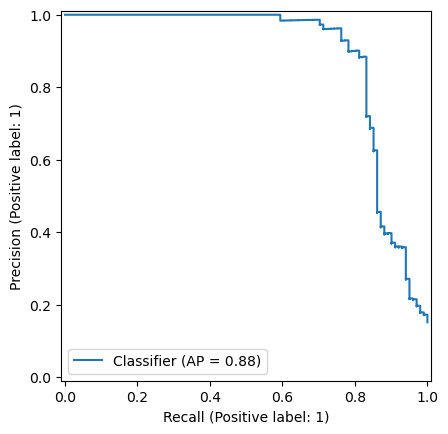 Precision (Positive label: 1)
1.0
0.8
0.6
0.4
0.2
0.0
Classifier (AP = 0.88)
0.0 0.2 0.4 0.6 0.8 1.0
Recall (Positive label: 1)